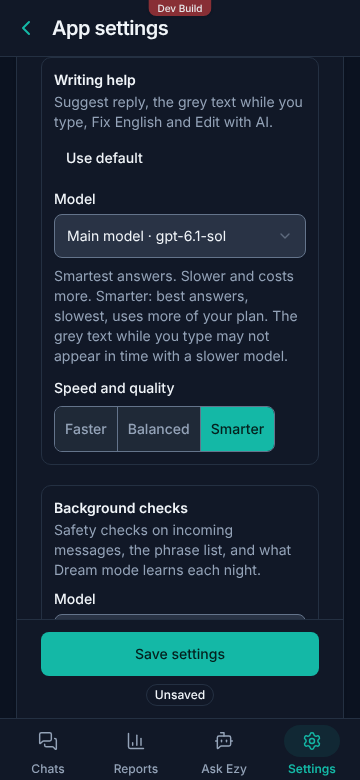 Dev Build
App settings
Writing help
Suggest reply, the grey text while you
type, Fix English and Edit with AI.
Use default
Model
Main model · gpt-6.1-sol
Smartest answers. Slower and costs
more. Smarter: best answers,
slowest, uses more of your plan. The
grey text while you type may not
appear in time with a slower model.
Speed and quality
Faster
Balanced
Smarter
Background checks
Safety checks on incoming
messages, the phrase list, and what
Dream mode learns each night.
Model
Save settings
Unsaved
Chats
Reports
Ask Ezy
Settings